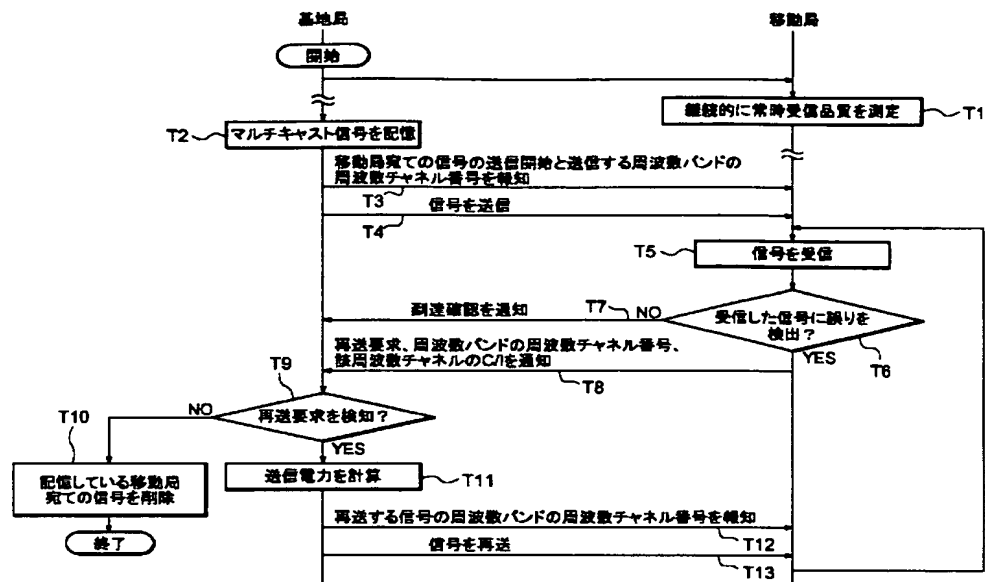 基地局
移動局
開始
継続的に常時受信品質を測定
T1
T2
マルチキャスト信号を記憶
移動局宛ての信号の送信開始と送信する周波数バンドの
周波数チャネル番号を報知
T3
信号を送信
T4
T5
信号を受信
到達確認を通知
T7
NO
受信した信号に誤りを
検出？
YES
T6
再送要求、周波数バンドの周波数チャネル番号、
該周波数チャネルのC/Iを通知
T8
T9
NO
再送要求を検知？
YES
T10
記憶している移動局
宛ての信号を削除
終了
送信電力を計算
T11
再送する信号の周波数バンドの周波数チャネル番号を報知
T12
信号を再送
T13